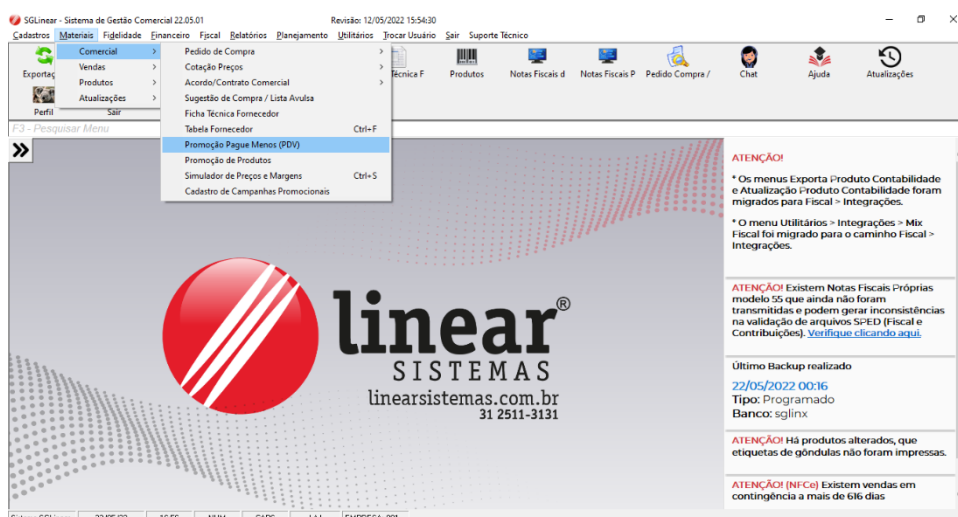 SGLinear - Sistema de Gestão Comercial 22.05.01 Revisão: 12/05/2022 15:54:30
Cadastros Materiais Fidelidade Financeiro Fiscal Relatórios Planejamento Utilitários Trocar Usuário Sair Suporte Técnico
Comercial >
Vendas >
Produtos >
Atualizações >
Pedido de Compra >
Cotação Preços >
Acordo/Contrato Comercial >
Sugestão de Compra / Lista Avulsa
Ficha Técnica Fornecedor
Tabela Fornecedor Ctrl+F
Promoção Pague Menos (PDV)
Promoção de Produtos
Simulador de Preços e Margens Ctrl+S
Cadastro de Campanhas Promocionais
Exportaç
Técnica F
Produtos
Notas Fiscais d
Notas Fiscais P
Pedido Compra /
Chat
Ajuda
Atualizações
Perfil
Sair
F3 - Pesquisar Menu
linear®
SISTEMAS
linearsistemas.com.br
31 2511-3131
ATENÇÃO!
* Os menus Exporta Produto Contabilidade
e Atualização Produto Contabilidade foram
migrados para Fiscal > Integrações.
* O menu Utilitários > Integrações > Mix
Fiscal foi migrado para o caminho Fiscal >
Integrações.
ATENÇÃO! Existem Notas Fiscais Próprias
modelo 55 que ainda não foram
transmitidas e podem gerar inconsistências
na validação de arquivos SPED (Fiscal e
Contribuições). Verifique clicando aqui.
Último Backup realizado
22/05/2022 00:16
Tipo: Programado
Banco: sglinx
ATENÇÃO! Há produtos alterados, que
etiquetas de gôndulas não foram impressas.
ATENÇÃO! (NFCe) Existem vendas em
contingência a mais de 616 dias